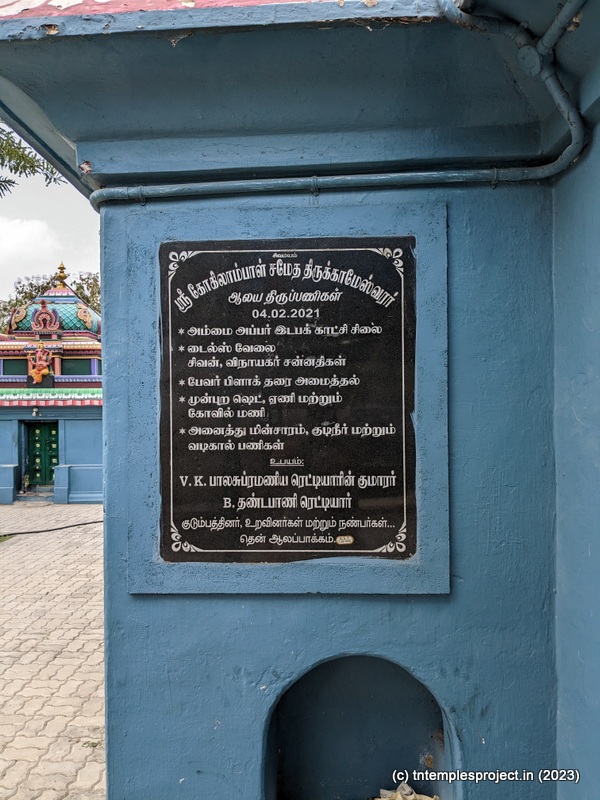 சிவமயம்
ஸ்ரீ கோகிலாம்பாள் சமேத திருக்காமேஸ்வரர்
ஆலய திருப்பணிகள்
04.02.2021
* அம்மை அப்பர் இடபக் காட்சி சிலை
* டைல்ஸ் வேலை
சிவன், விநாயகர் சன்னதிகள்
* பேவர் பிளாக் தரை அமைத்தல்
* முன்புற ஷெட், ஏணி மற்றும்
கோவில் மணி
* அனைத்து மின்சாரம், குடிநீர் மற்றும்
வடிகால் பணிகள்
உபயம்:
V. K. பாலசுப்ரமணிய ரெட்டியாரின் குமாரர்
B. தண்டபாணி ரெட்டியார்
குடும்பத்தினர், உறவினர்கள் மற்றும் நண்பர்கள்...
தென் ஆலப்பாக்கம்.
(c) tntemplesproject.in (2023)